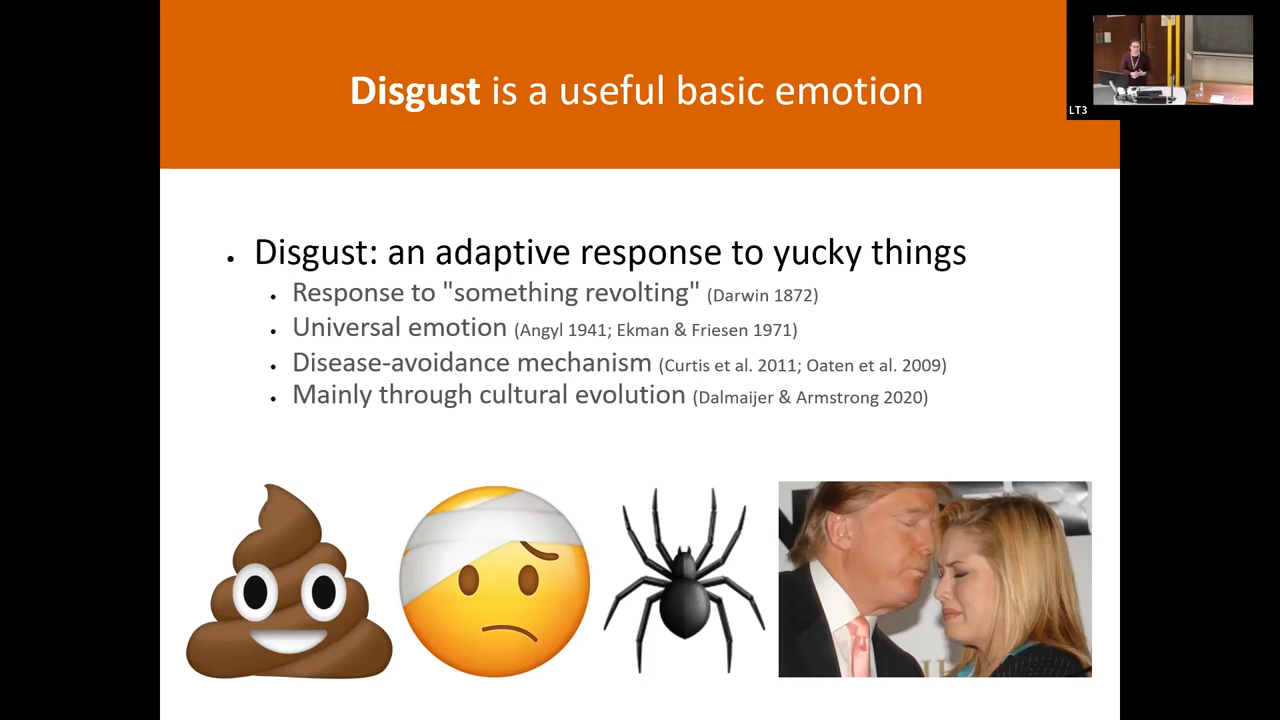 Disgust is a useful basic emotion
LT3
• Disgust: an adaptive response to yucky things
• Response to "something revolting" (Darwin 1872)
• Universal emotion (Angyl 1941; Ekman & Friesen 1971)
• Disease-avoidance mechanism (Curtis et al. 2011; Oaten et al. 2009)
• Mainly through cultural evolution (Dalmaijer & Armstrong 2020)